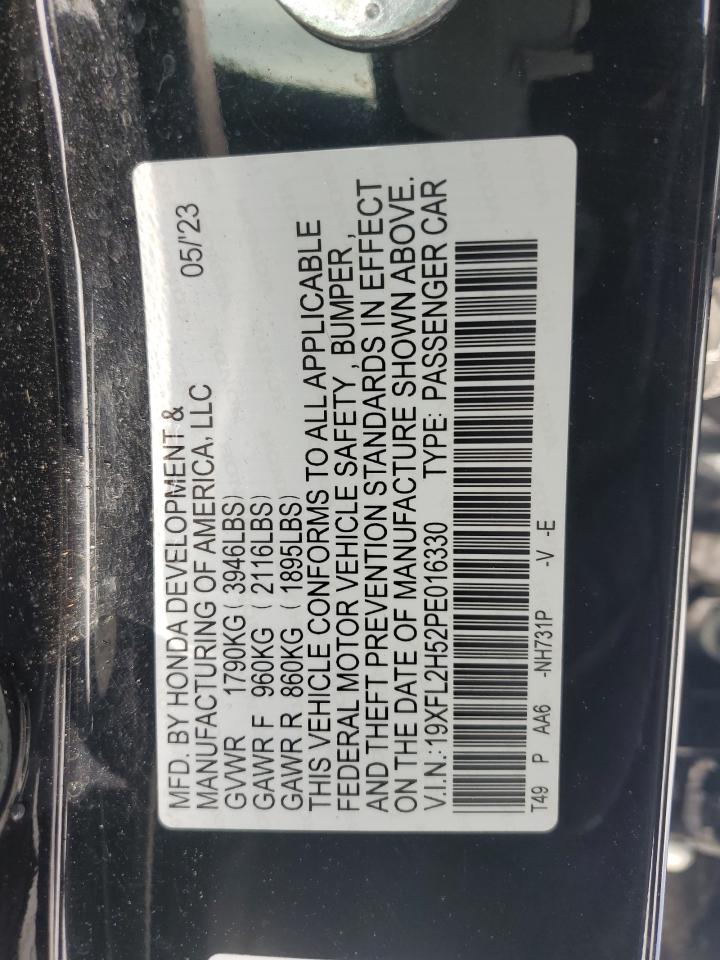 MFD. BY HONDA DEVELOPMENT & 05/'23
MANUFACTURING OF AMERICA, LLC
GVWR 1790KG ( 3946LBS)
GAWR F 960KG ( 2116LBS)
GAWR R 860KG ( 1895LBS)
THIS VEHICLE CONFORMS TO ALL APPLICABLE
FEDERAL MOTOR VEHICLE SAFETY , BUMPER ,
AND THEFT PREVENTION STANDARDS IN EFFECT
ON THE DATE OF MANUFACTURE SHOWN ABOVE.
V.I.N.: 19XFL2H52PE016330 TYPE: PASSENGER CAR
T49 P AA6 -NH731P -V -E